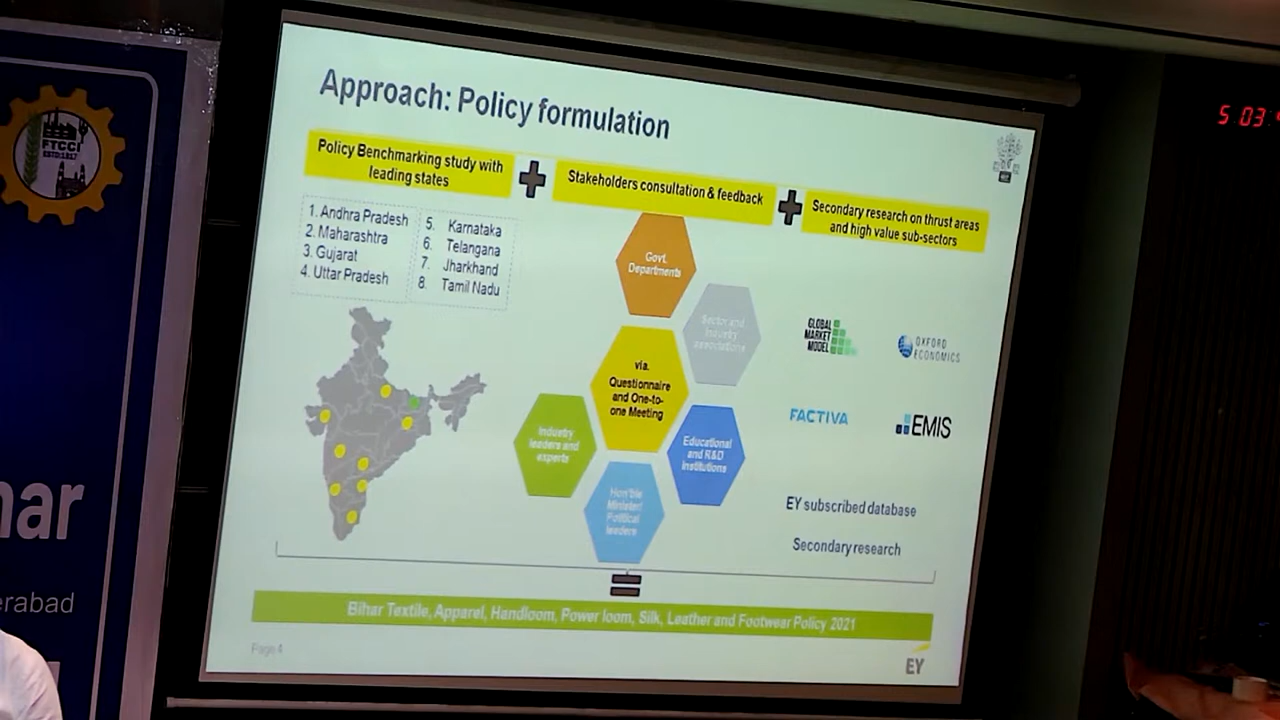 FTCCI
nar
erabad
5 03:
Approach: Policy formulation
Policy Benchmarking study with
leading states
Stakeholders consultation & feedback
Secondary research on thrust areas
and high value sub-sectors
1. Andhra Pradesh
2. Maharashtra
3. Gujarat
4. Uttar Pradesh
5. Karnataka
6. Telangana
7. Jharkhand
8. Tamil Nadu
Govt.
Departments
Sector and
industry
associations
via.
Questionnaire
and One-to-
one Meeting
Industry
leaders and
experts
Educational
and R&D
institutions
Hon'ble
Minister/
Political
leaders
GLOBAL
MARKET
MODEL
OXFORD
ECONOMICS
FACTIVA
EMIS
EY subscribed database
Secondary research
Bihar Textile, Apparel, Handloom, Power loom, Silk, Leather and Footwear Policy 2021
Page 4
EY